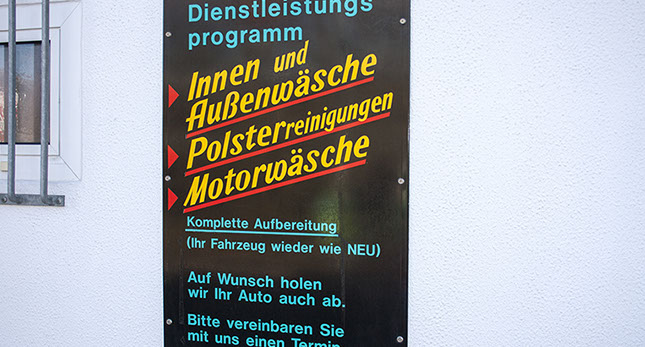 Dienstleistungs
programm
Innen und
Außenwäsche
Polsterreinigungen
Motorwäsche
Komplette Aufbereitung
(Ihr Fahrzeug wieder wie NEU)
Auf Wunsch holen
wir Ihr Auto auch ab.
Bitte vereinbaren Sie
mit uns einen Termin